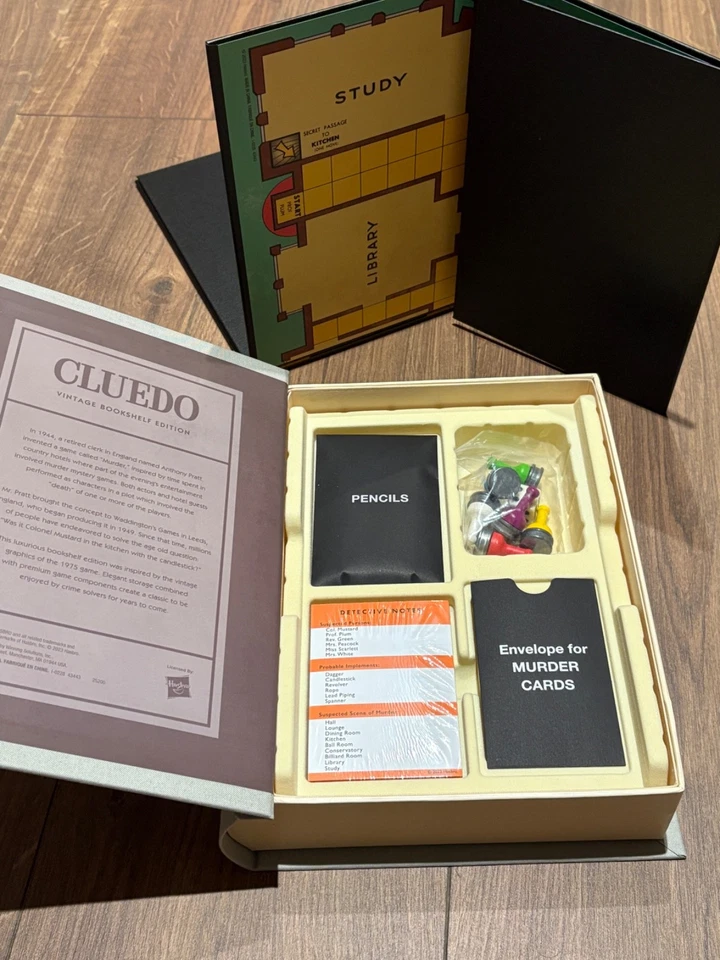 STUDY
SECRET PASSAGE
TO
KITCHEN
ONE MOVE
START
PROF.
PLUM
LIBRARY
CLUEDO
VINTAGE BOOKSHELF EDITION
In 1944, a retired clerk in England named Anthony Pratt
invented a game called "Murder," inspired by time spent in
country hotels where part of the evening's entertainment
involved murder mystery games. Both actors and hotel guests
performed as characters in a plot which involved the
"death" of one or more of the players.
Mr. Pratt brought the concept to Waddington's Games in Leeds,
England, who began producing it in 1949. Since that time, millions
of people have endeavored to solve the age old question,
"Was it Colonel Mustard in the kitchen with the candlestick?"
This luxurious bookshelf edition was inspired by the vintage
graphics of the 1975 game. Elegant storage combined
with premium game components create a classic to be
enjoyed by crime solvers for years to come.
Licensed by:
Hasbro
PENCILS
DETECTIVE NOTES
Suspected Persons
Col. Mustard
Prof. Plum
Rev. Green
Mrs. Peacock
Miss Scarlett
Mrs. White
Probable Implements
Dagger
Candlestick
Revolver
Rope
Lead Piping
Spanner
Suspected Scene of Murder
Hall
Lounge
Dining Room
Kitchen
Ball Room
Conservatory
Billiard Room
Library
Study
Envelope for
MURDER
CARDS